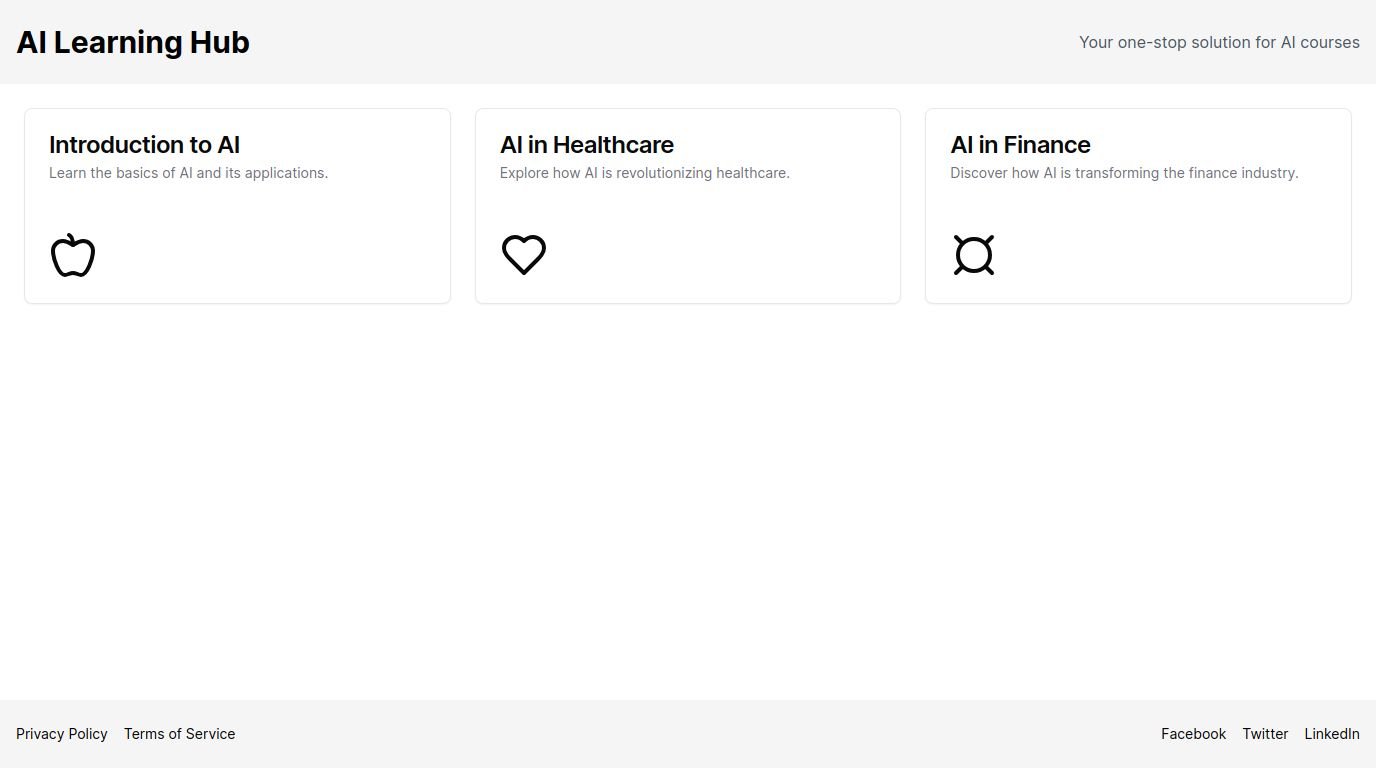 AI Learning Hub
Your one-stop solution for AI courses
Introduction to AI
Learn the basics of AI and its applications.
AI in Healthcare
Explore how AI is revolutionizing healthcare.
AI in Finance
Discover how AI is transforming the finance industry.
Privacy Policy Terms of Service
Facebook Twitter LinkedIn